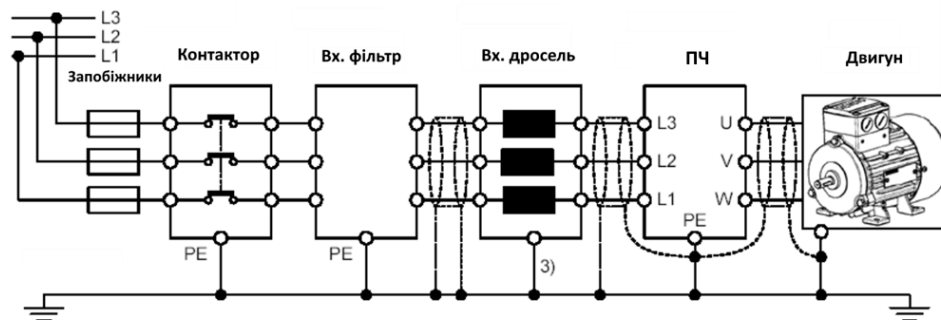 L3
L2
L1
Запобіжники
Контактор
Вх. фільтр
Вх. дросель
ПЧ
Двигун
L3
U
L2
V
L1
W
PE
PE
PE
3)